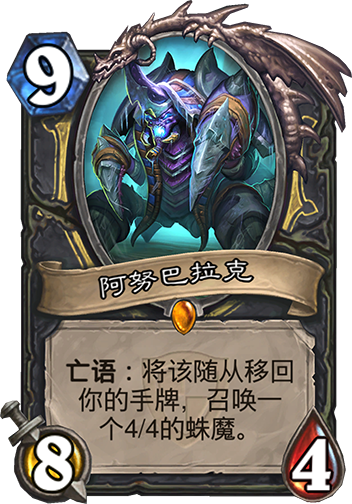 9
阿努巴拉克
亡语：将该随从移回
你的手牌，召唤一
个4/4的蛛魔。
8
4